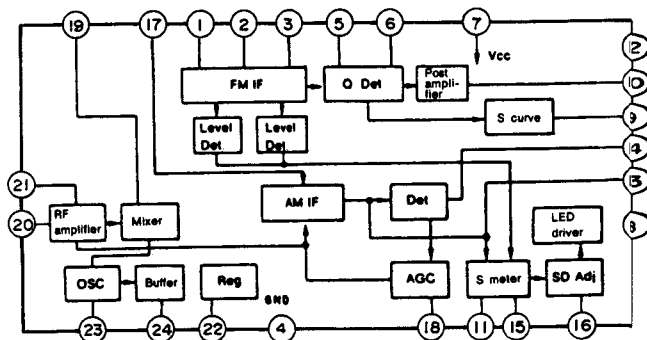 19 17 1 2 3 5 6 7
Vcc
12
FM IF
Q Det
Post
ampli-
fier
10
Level
Det
Level
Det
S curve
9
14
21
13
AM IF
Det
20
RF
amplifier
Mixer
LED
driver
8
OSC
Buffer
Reg
GND
AGC
S meter
SD Adj
23 24 22 4 18 11 15 16